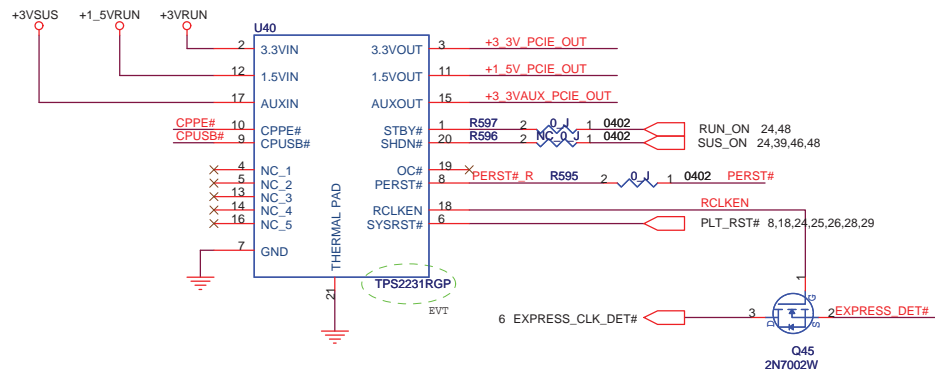 +3VSUS +1_5VRUN +3VRUN
U40
2 3.3VIN 3.3VOUT 3 +3_3V_PCIE_OUT
12 1.5VIN 1.5VOUT 11 +1_5V_PCIE_OUT
17 AUXIN AUXOUT 15 +3_3VAUX_PCIE_OUT
CPPE# 10 CPPE# STBY# 1 R597 2 0_J 1 0402 RUN_ON 24,48
CPUSB# 9 CPUSB# SHDN# 20 R596 2 NC_0_J 1 0402 SUS_ON 24,39,46,48
4 NC_1 OC# 19
5 NC_2 PERST# 8 PERST#_R R595 2 0_J 1 0402 PERST#
13 NC_3
14 NC_4 RCLKEN 18 RCLKEN
16 NC_5 SYSRST# 6 PLT_RST# 8,18,24,25,26,28,29
7 GND
THERMAL PAD
21
TPS2231RGP
EVT
1
G
6 EXPRESS_CLK_DET# 3 D S 2 EXPRESS_DET#
Q45
2N7002W